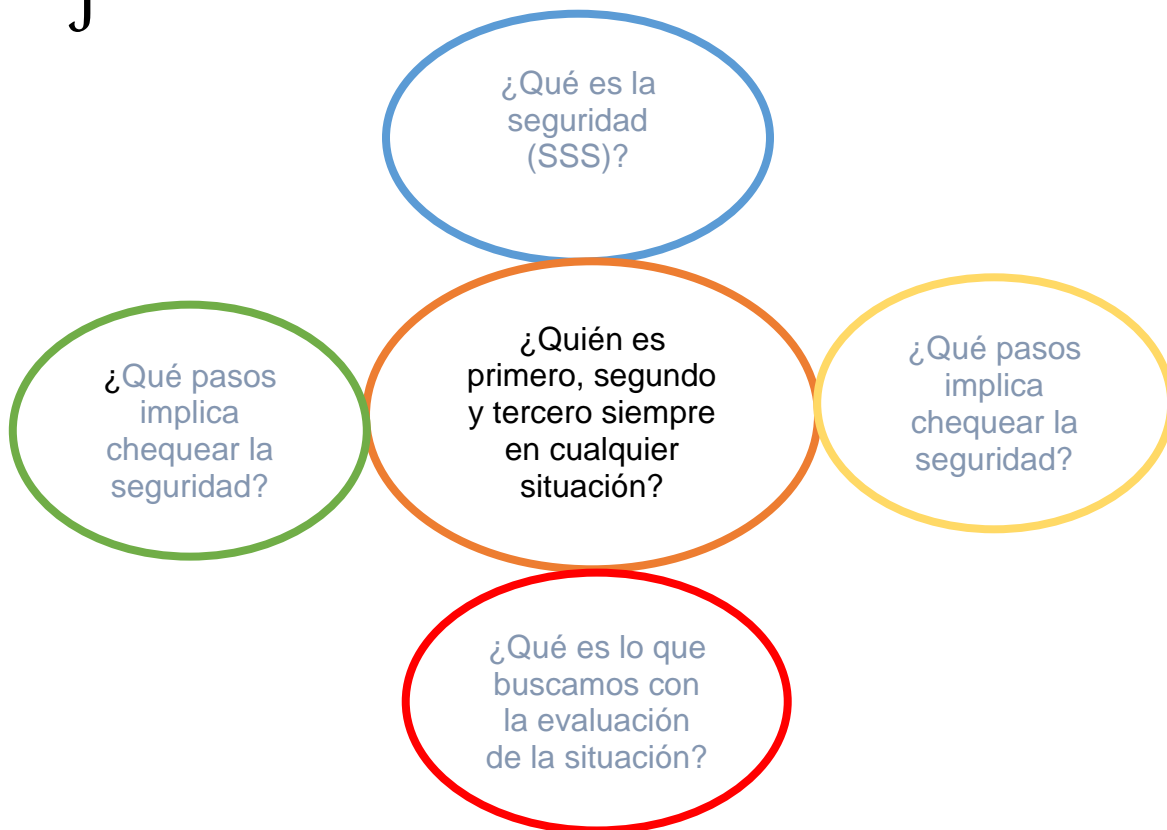 J
¿Qué es la
seguridad
(SSS)?
¿Qué pasos
implica
chequear la
seguridad?
¿Quién es
primero, segundo
y tercero siempre
en cualquier
situación?
¿Qué pasos
implica
chequear la
seguridad?
¿Qué es lo que
buscamos con
la evaluación
de la situación?